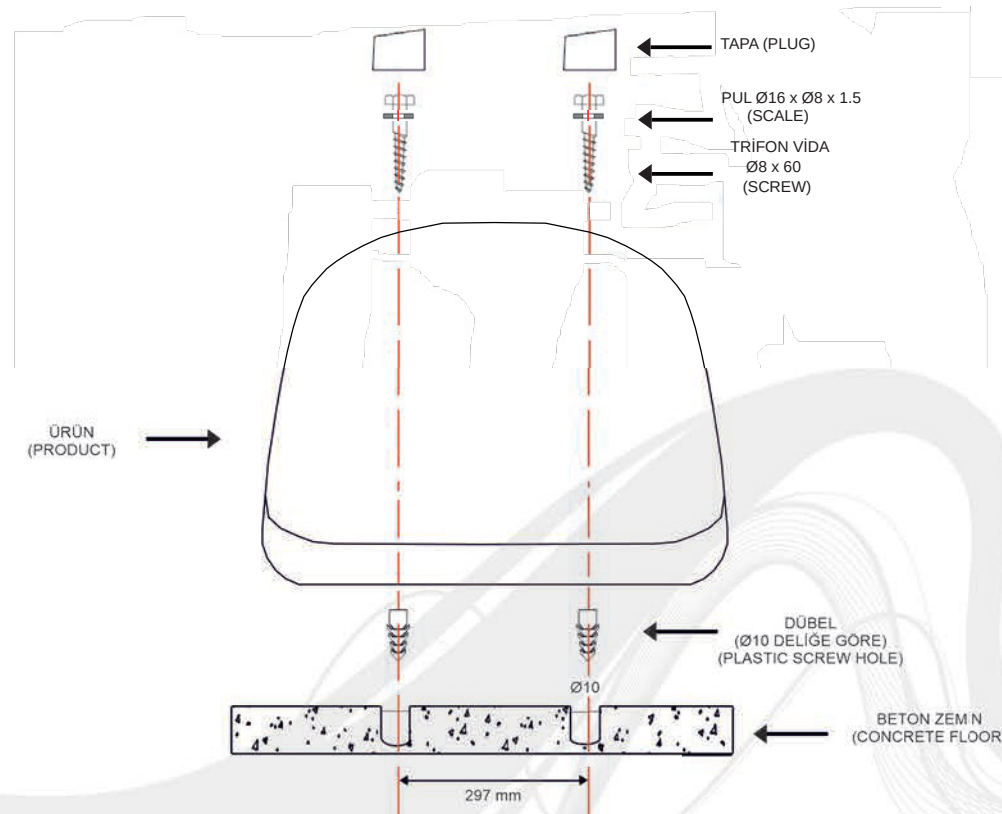 TAPA (PLUG)
PUL Ø16 x Ø8 x 1.5
(SCALE)
TRİFON VİDA
Ø8 x 60
(SCREW)
ÜRÜN
(PRODUCT)
DÜBEL
(Ø10 DELİĞE GÖRE)
(PLASTIC SCREW HOLE)
Ø10
BETON ZEM N
(CONCRETE FLOOR
297 mm